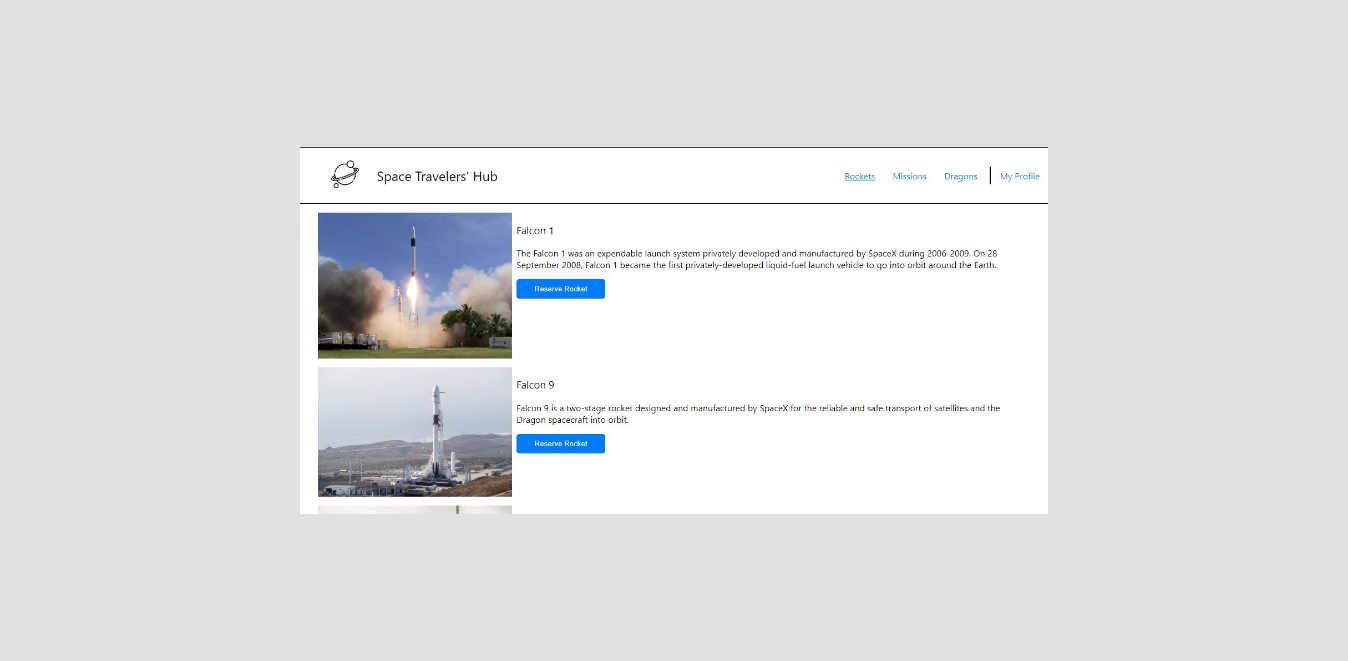 Space Travelers' Hub
Rockets Missions Dragons My Profile
Falcon 1
The Falcon 1 was an expendable launch system privately developed and manufactured by SpaceX during 2006-2009. On 28
September 2008, Falcon 1 became the first privately-developed liquid-fuel launch vehicle to go into orbit around the Earth.
Reserve Rocket
Falcon 9
Falcon 9 is a two-stage rocket designed and manufactured by SpaceX for the reliable and safe transport of satellites and the
Dragon spacecraft into orbit.
Reserve Rocket